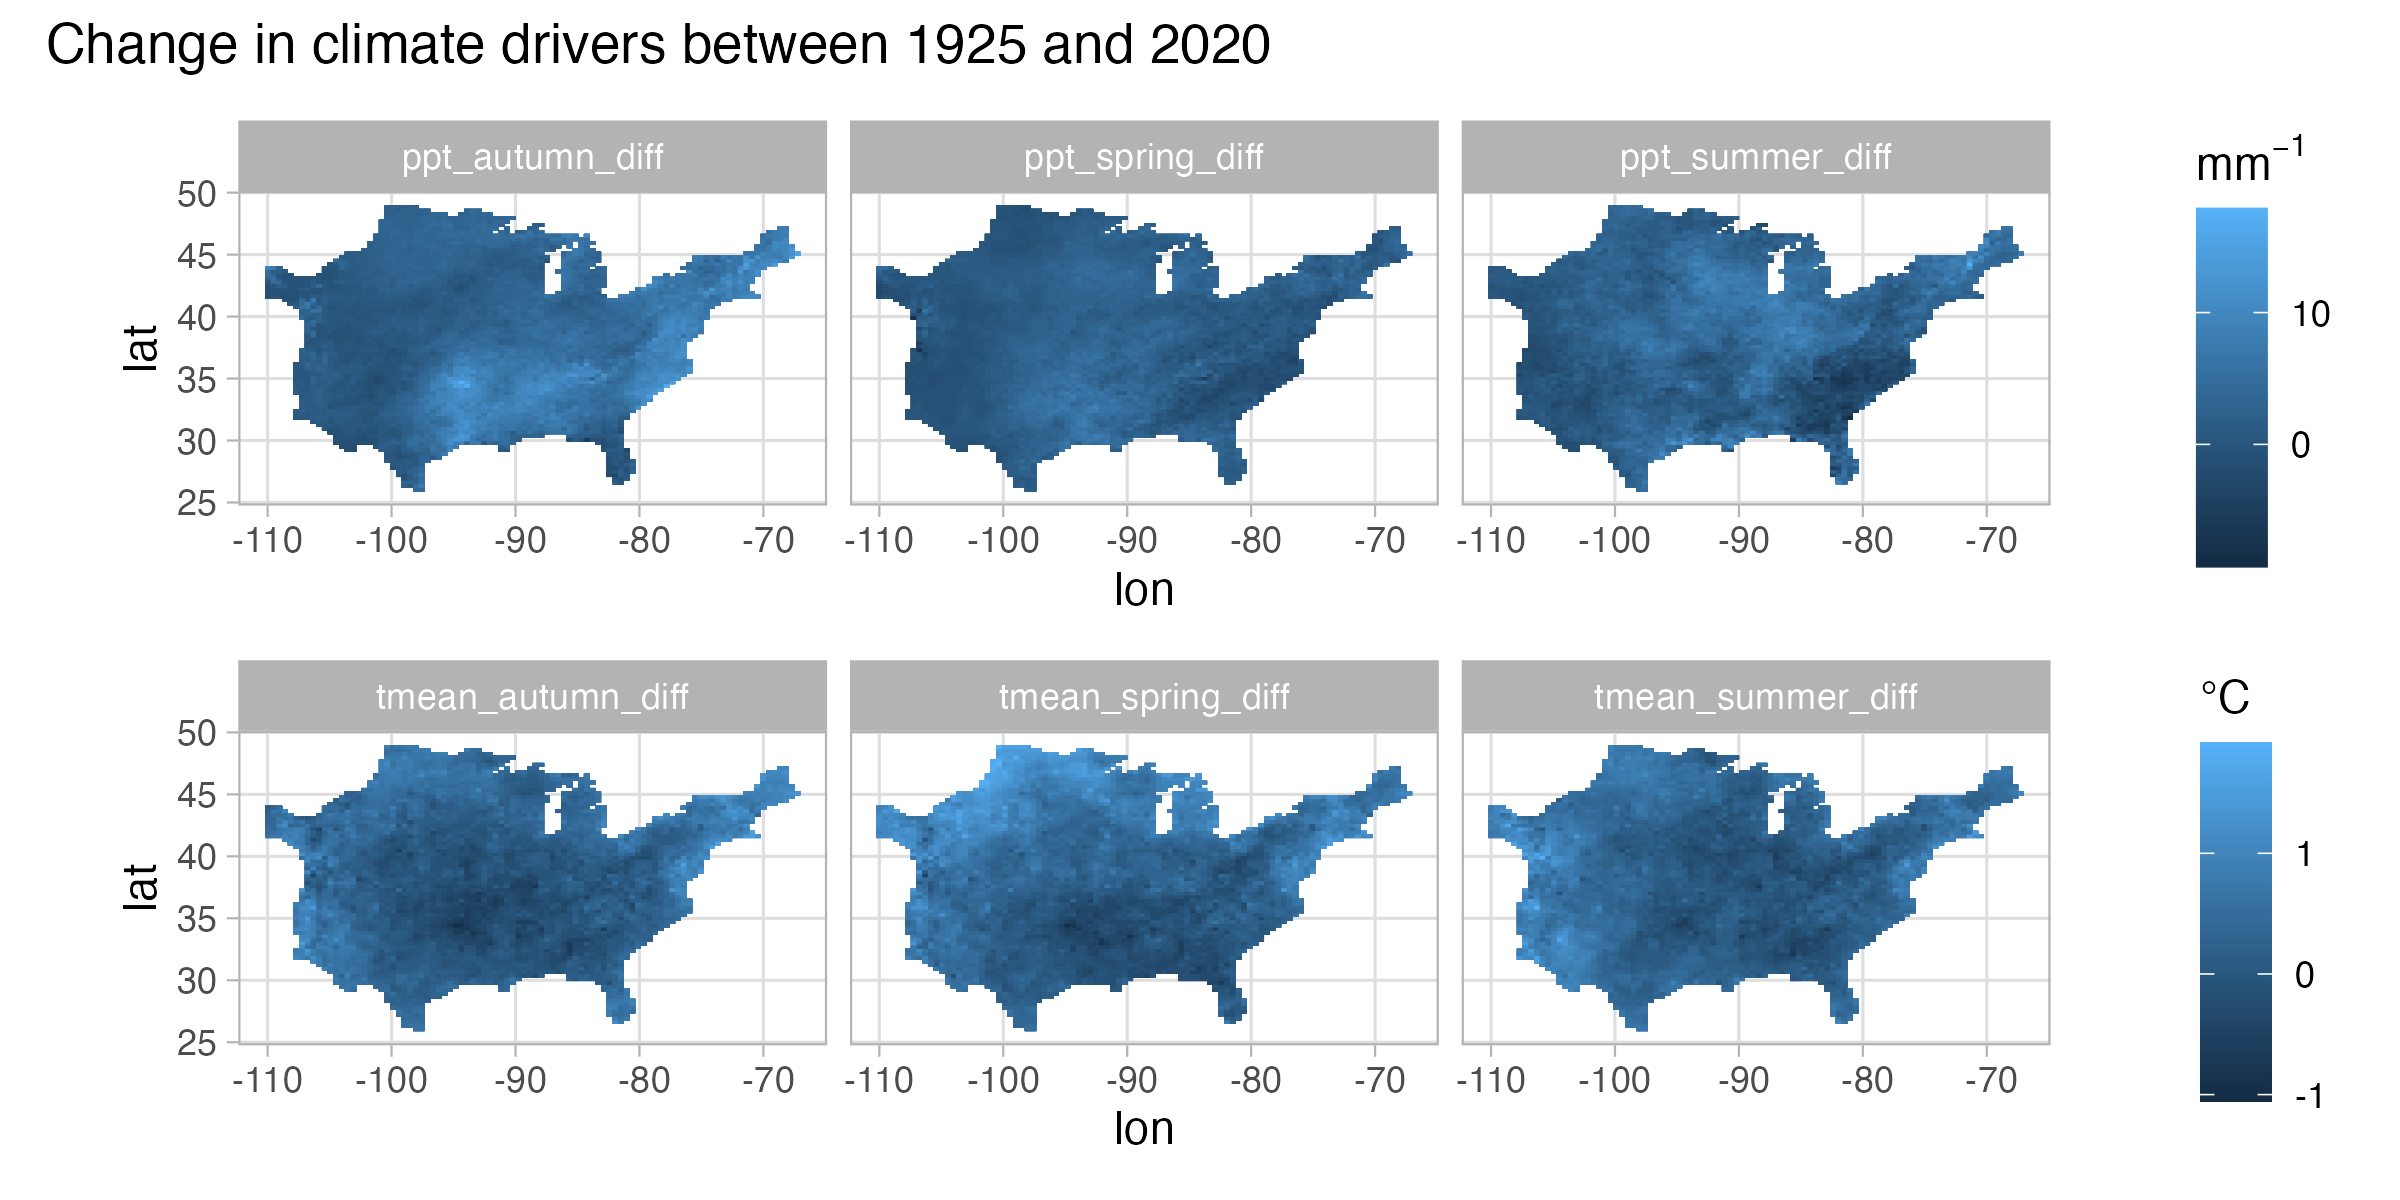 Change in climate drivers between 1925 and 2020
ppt_autumn_diff
ppt_spring_diff
ppt_summer_diff
mm⁻¹
50
45
40
35
30
25
lat
10
0
-110 -100 -90 -80 -70
-110 -100 -90 -80 -70
-110 -100 -90 -80 -70
lon
tmean_autumn_diff
tmean_spring_diff
tmean_summer_diff
°C
50
45
40
35
30
25
lat
1
0
-1
-110 -100 -90 -80 -70
-110 -100 -90 -80 -70
-110 -100 -90 -80 -70
lon